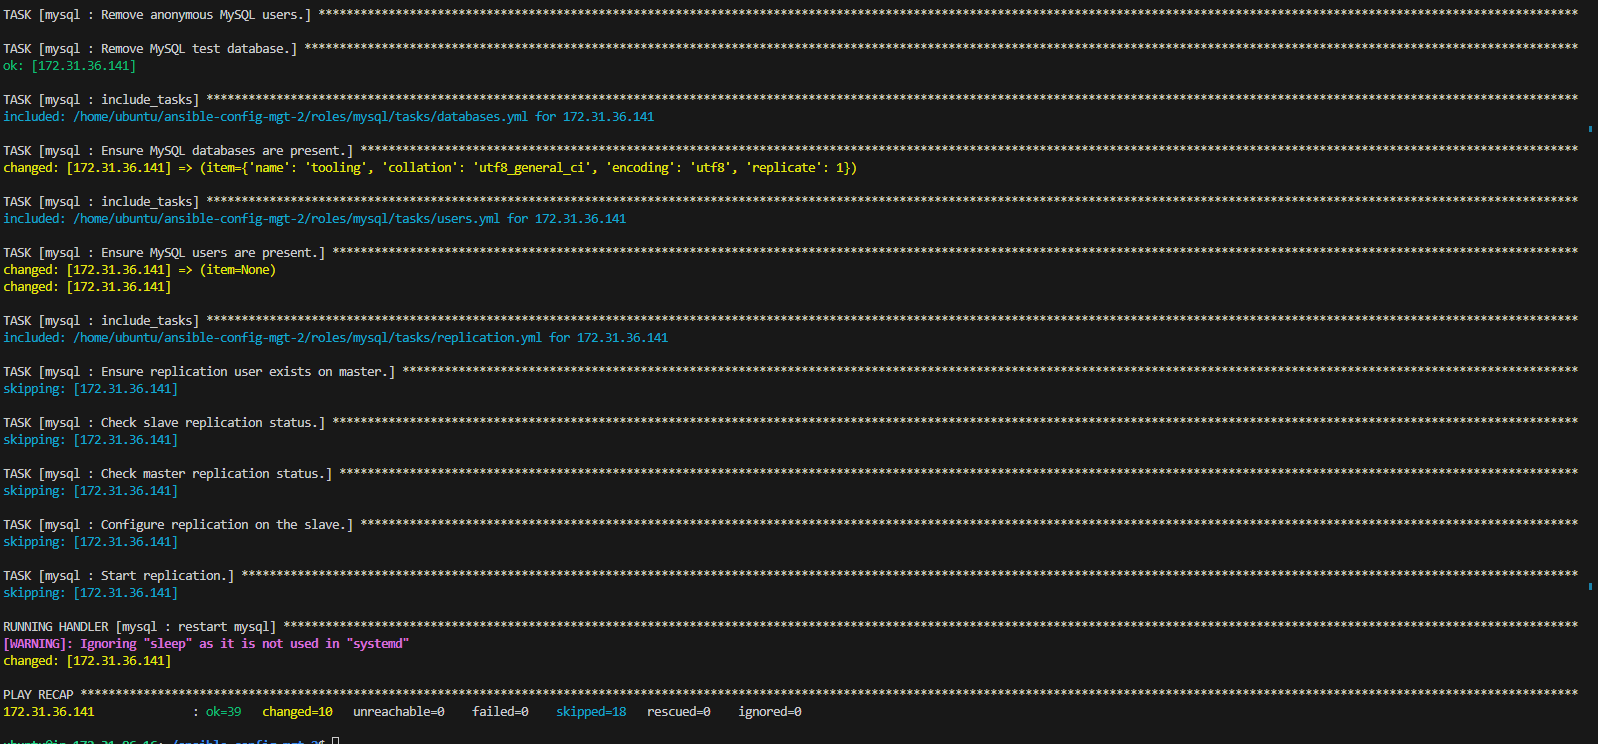 TASK [mysql : Remove anonymous MySQL users.] ************************************************************
TASK [mysql : Remove MySQL test database.] ************************************************************
ok: [172.31.36.141]
TASK [mysql : include_tasks] ************************************************************
included: /home/ubuntu/ansible-config-mgt-2/roles/mysql/tasks/databases.yml for 172.31.36.141
TASK [mysql : Ensure MySQL databases are present.] ************************************************************
changed: [172.31.36.141] => (item={'name': 'tooling', 'collation': 'utf8_general_ci', 'encoding': 'utf8', 'replicate': 1})
TASK [mysql : include_tasks] ************************************************************
included: /home/ubuntu/ansible-config-mgt-2/roles/mysql/tasks/users.yml for 172.31.36.141
TASK [mysql : Ensure MySQL users are present.] ************************************************************
changed: [172.31.36.141] => (item=None)
changed: [172.31.36.141]
TASK [mysql : include_tasks] ************************************************************
included: /home/ubuntu/ansible-config-mgt-2/roles/mysql/tasks/replication.yml for 172.31.36.141
TASK [mysql : Ensure replication user exists on master.] ************************************************************
skipping: [172.31.36.141]
TASK [mysql : Check slave replication status.] ************************************************************
skipping: [172.31.36.141]
TASK [mysql : Check master replication status.] ************************************************************
skipping: [172.31.36.141]
TASK [mysql : Configure replication on the slave.] ************************************************************
skipping: [172.31.36.141]
TASK [mysql : Start replication.] ************************************************************
skipping: [172.31.36.141]
RUNNING HANDLER [mysql : restart mysql] ************************************************************
[WARNING]: Ignoring "sleep" as it is not used in "systemd"
changed: [172.31.36.141]
PLAY RECAP ************************************************************
172.31.36.141 : ok=39 changed=10 unreachable=0 failed=0 skipped=18 rescued=0 ignored=0